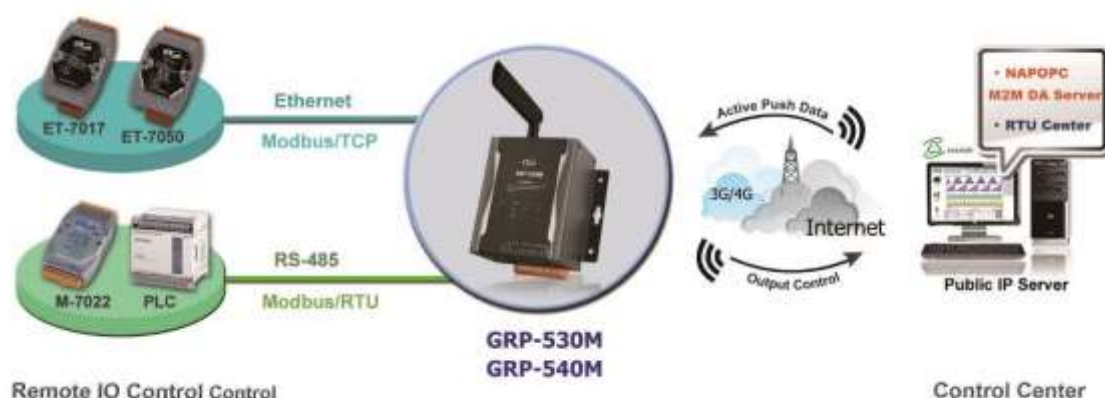 ET-7017
ET-7050
Ethernet
Modbus/TCP
M-7022
PLC
RS-485
Modbus/RTU
GRP-530M
GRP-540M
Active Push Data
3G/4G
Internet
Output Control
• NAPOPC
M2M DA Server
• RTU Center
Public IP Server
Remote IO Control Control
Control Center